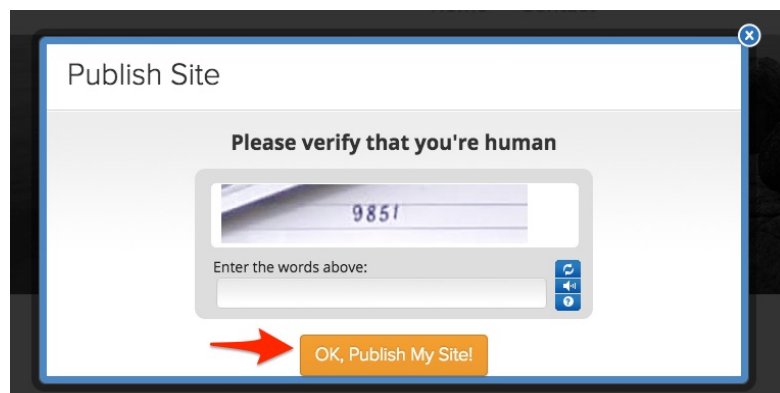 Publish Site
Please verify that you're human
9851
Enter the words above:
OK, Publish My Site!